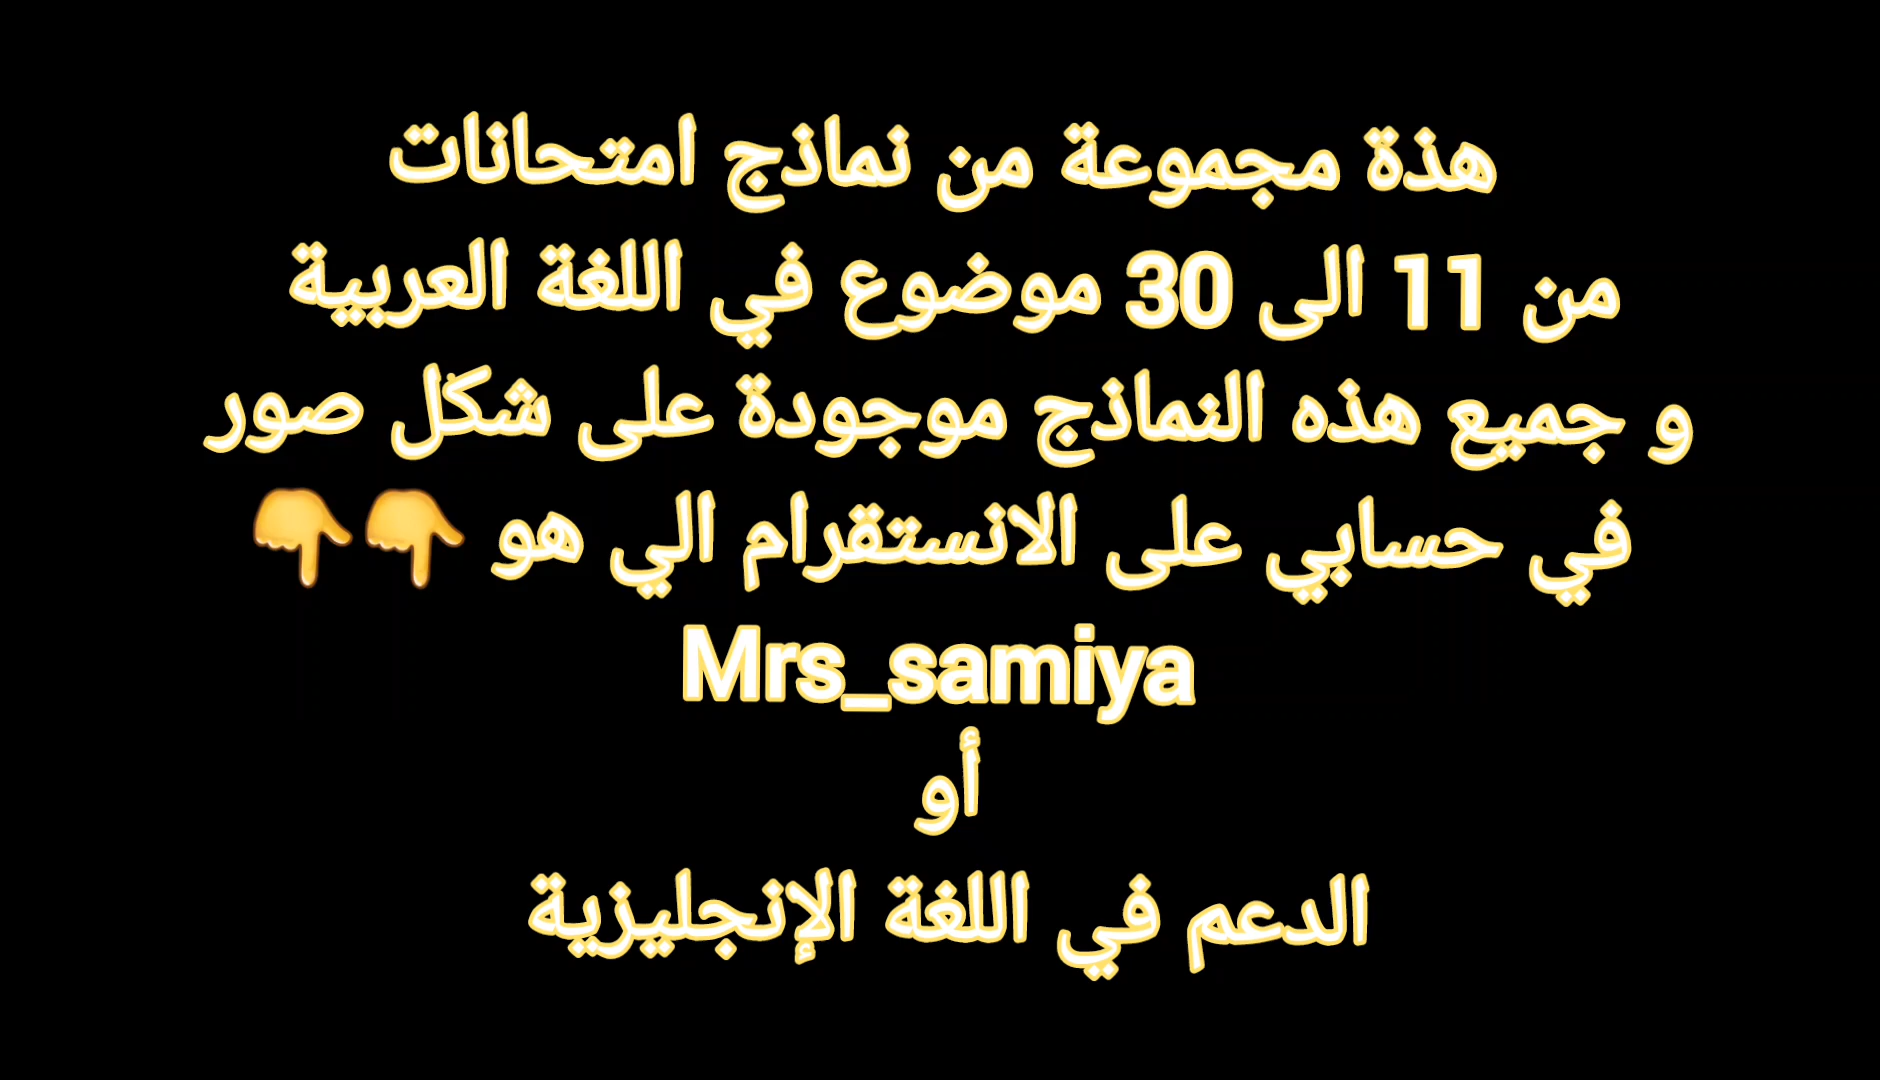 هذة مجموعة من نماذج امتحانات
من 11 الى 30 موضوع في اللغة العربية
و جميع هذه النماذج موجودة على شكل صور
في حسابي على الانستقرام الي هو 👇👇
Mrs_samiya
أو
الدعم في اللغة الإنجليزية